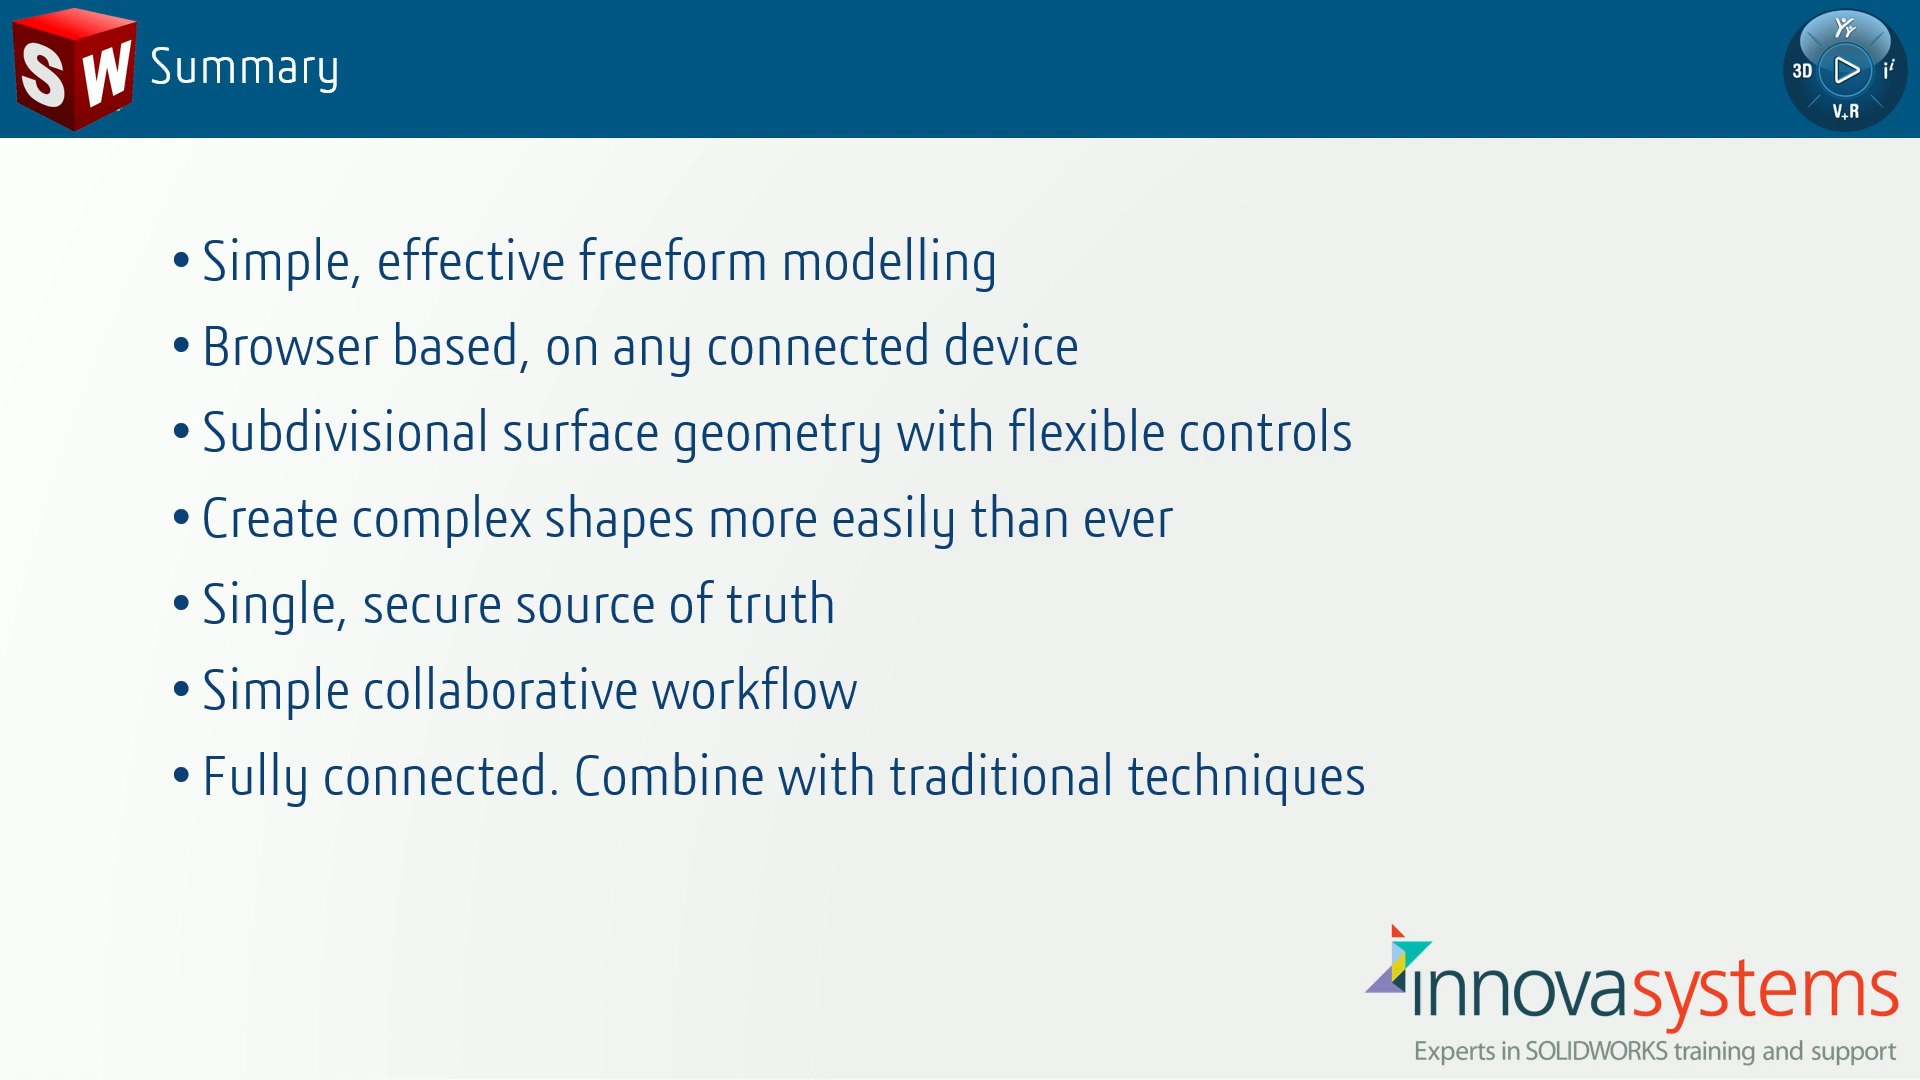 SW Summary
3D
i
V+R
• Simple, effective freeform modelling
• Browser based, on any connected device
• Subdivisional surface geometry with flexible controls
• Create complex shapes more easily than ever
• Single, secure source of truth
• Simple collaborative workflow
• Fully connected. Combine with traditional techniques
innovasystems
Experts in SOLIDWORKS training and support